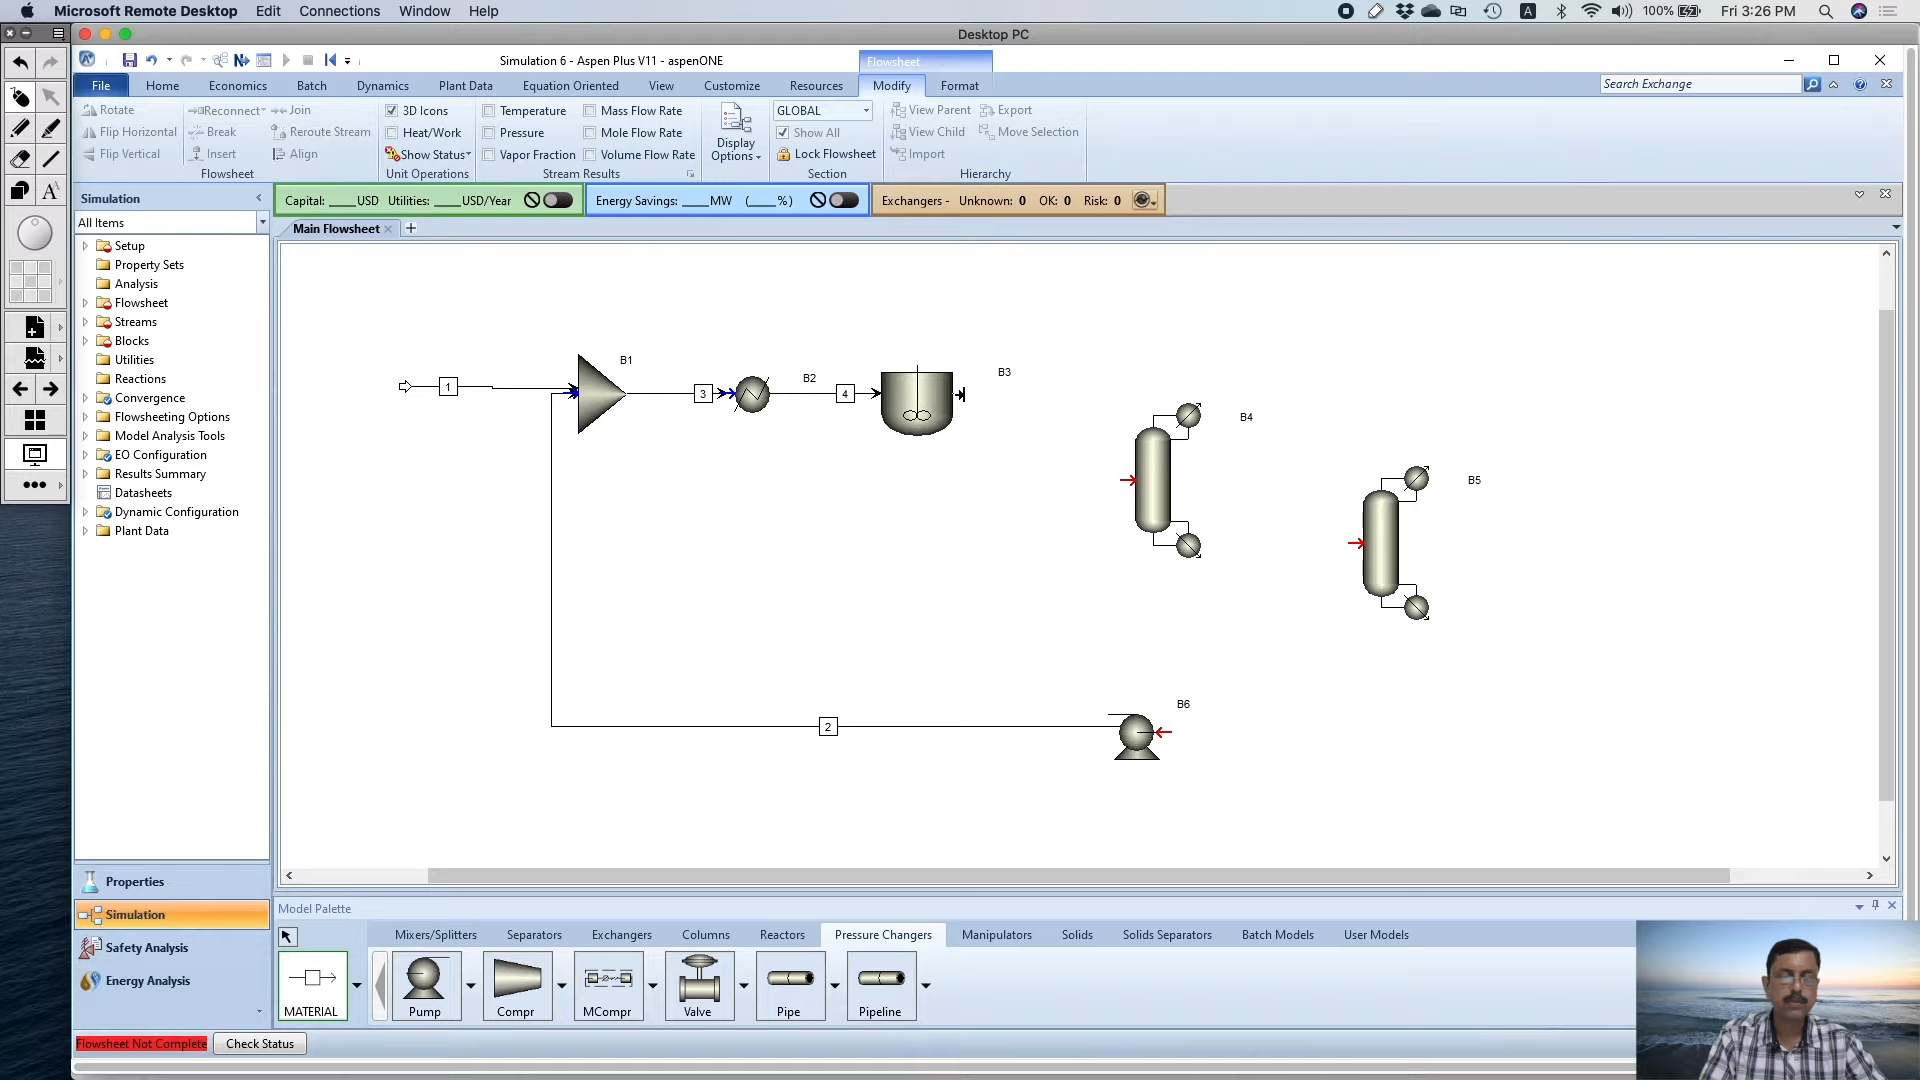 Microsoft Remote Desktop Edit Connections Window Help
A 100% Fri 3:26 PM
Desktop PC
Simulation 6 - Aspen Plus V11 - aspenONE
Flowsheet
File Home Economics Batch Dynamics Plant Data Equation Oriented View Customize Resources Modify Format
Search Exchange
Rotate Reconnect Join
Flip Horizontal Break Reroute Stream
Flip Vertical Insert Align
Flowsheet
3D Icons
Heat/Work
Show Status
Unit Operations
Temperature Mass Flow Rate
Pressure Mole Flow Rate
Vapor Fraction Volume Flow Rate
Stream Results
Display
Options
GLOBAL
Show All
Lock Flowsheet
Section
View Parent Export
View Child Move Selection
Import
Hierarchy
A
Simulation
All Items
Setup
Property Sets
Analysis
Flowsheet
Streams
Blocks
Utilities
Reactions
Convergence
Flowsheeting Options
Model Analysis Tools
EO Configuration
Results Summary
Datasheets
Dynamic Configuration
Plant Data
Properties
Simulation
Safety Analysis
Energy Analysis
Capital: ____USD Utilities: ____USD/Year
Energy Savings: ____MW (____%)
Exchangers - Unknown: 0 OK: 0 Risk: 0
Main Flowsheet
1
B1
3
B2
4
B3
B4
B5
2
B6
Model Palette
Mixers/Splitters Separators Exchangers Columns Reactors Pressure Changers Manipulators Solids Solids Separators Batch Models User Models
MATERIAL Pump Compr MCompr Valve Pipe Pipeline
Flowsheet Not Complete Check Status